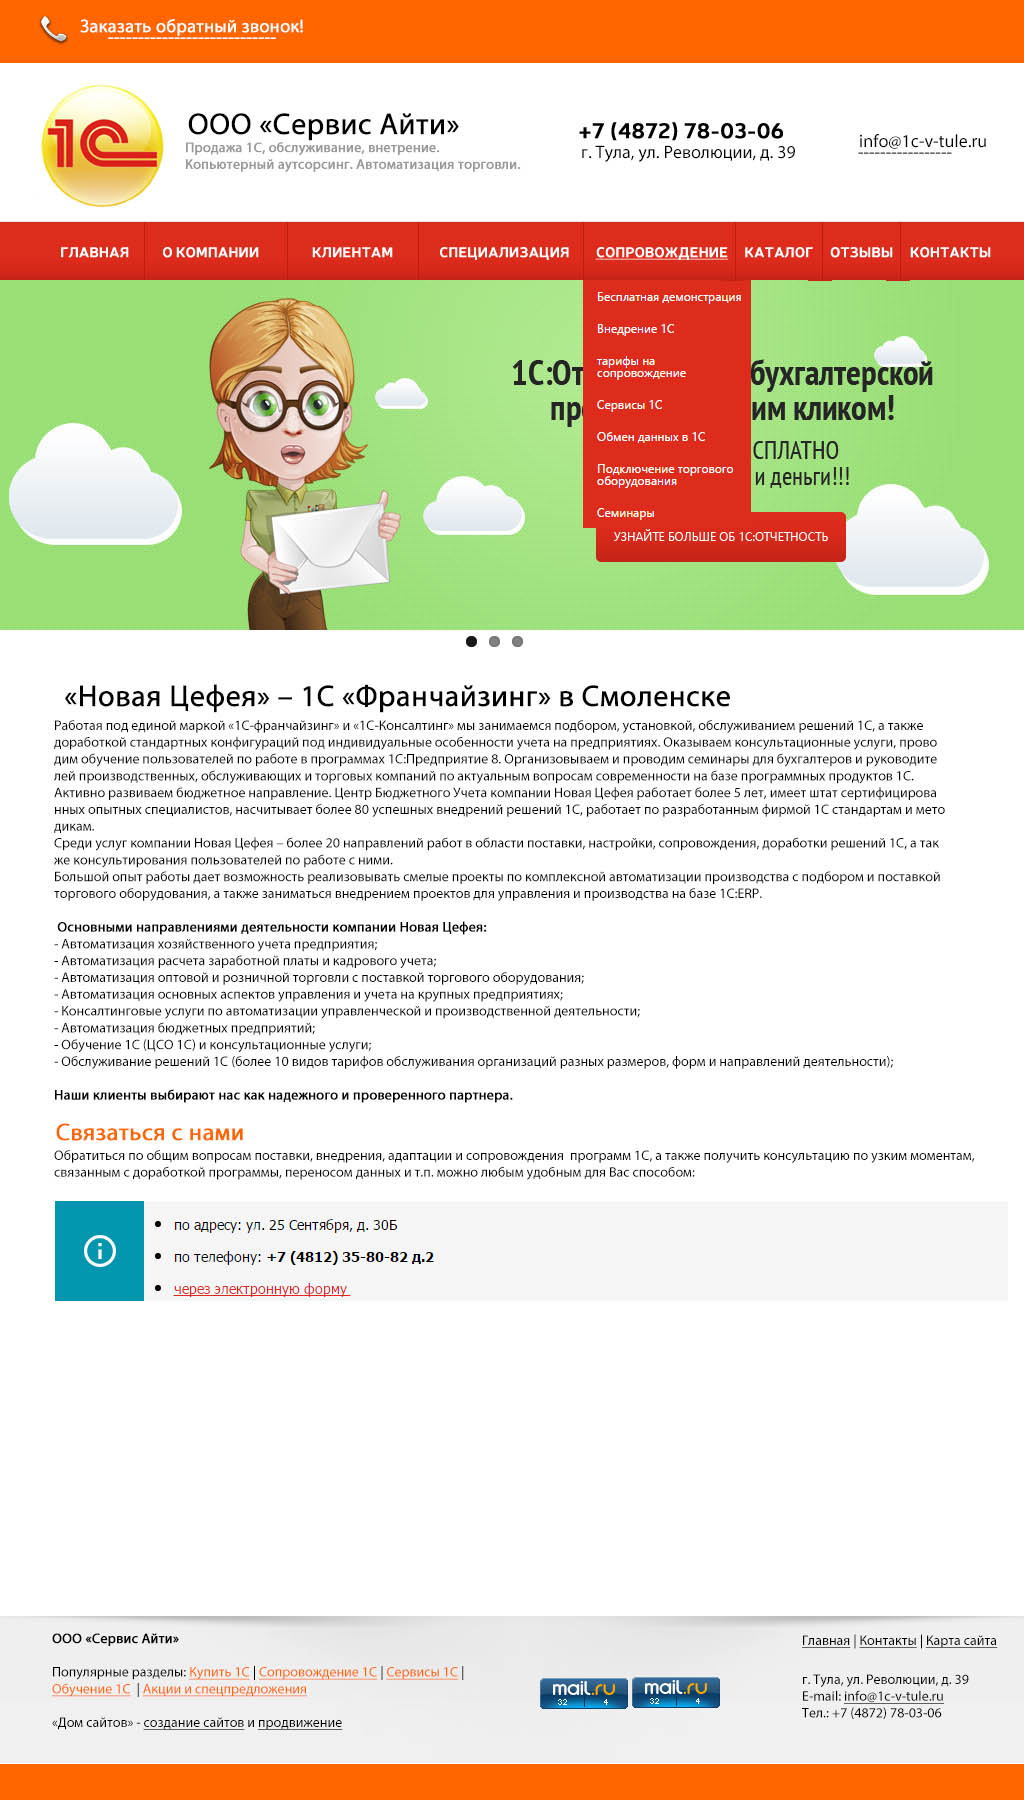 Заказать обратный звонок!
1С
ООО «Сервис Айти»
Продажа 1С, обслуживание, внетрение.
Копьютерный аутсорсинг. Автоматизация торговли.
+7 (4872) 78-03-06
г. Тула, ул. Революции, д. 39
info@1c-v-tule.ru
ГЛАВНАЯ О КОМПАНИИ КЛИЕНТАМ СПЕЦИАЛИЗАЦИЯ СОПРОВОЖДЕНИЕ КАТАЛОГ ОТЗЫВЫ КОНТАКТЫ
Бесплатная демонстрация
Внедрение 1С
тарифы на
сопровождение
Сервисы 1С
Обмен данных в 1С
Подключение торгового
оборудования
Семинары
1С:От бухгалтерской
пр им кликом!
СПЛАТНО
и деньги!!!
УЗНАЙТЕ БОЛЬШЕ ОБ 1С:ОТЧЕТНОСТЬ
«Новая Цефея» – 1С «Франчайзинг» в Смоленске
Работая под единой маркой «1С-франчайзинг» и «1С-Консалтинг» мы занимаемся подбором, установкой, обслуживанием решений 1С, а также
доработкой стандартных конфигураций под индивидуальные особенности учета на предприятиях. Оказываем консультационные услуги, прово
дим обучение пользователей по работе в программах 1С:Предприятие 8. Организовываем и проводим семинары для бухгалтеров и руководите
лей производственных, обслуживающих и торговых компаний по актуальным вопросам современности на базе программных продуктов 1С.
Активно развиваем бюджетное направление. Центр Бюджетного Учета компании Новая Цефея работает более 5 лет, имеет штат сертифицирова
нных опытных специалистов, насчитывает более 80 успешных внедрений решений 1С, работает по разработанным фирмой 1С стандартам и мето
дикам.
Среди услуг компании Новая Цефея – более 20 направлений работ в области поставки, настройки, сопровождения, доработки решений 1С, а так
же консультирования пользователей по работе с ними.
Большой опыт работы дает возможность реализовывать смелые проекты по комплексной автоматизации производства с подбором и поставкой
торгового оборудования, а также заниматься внедрением проектов для управления и производства на базе 1С:ERP.
Основными направлениями деятельности компании Новая Цефея:
- Автоматизация хозяйственного учета предприятия;
- Автоматизация расчета заработной платы и кадрового учета;
- Автоматизация оптовой и розничной торговли с поставкой торгового оборудования;
- Автоматизация основных аспектов управления и учета на крупных предприятиях;
- Консалтинговые услуги по автоматизации управленческой и производственной деятельности;
- Автоматизация бюджетных предприятий;
- Обучение 1С (ЦСО 1С) и консультационные услуги;
- Обслуживание решений 1С (более 10 видов тарифов обслуживания организаций разных размеров, форм и направлений деятельности);
Наши клиенты выбирают нас как надежного и проверенного партнера.
Связаться с нами
Обратиться по общим вопросам поставки, внедрения, адаптации и сопровождения программ 1С, а также получить консультацию по узким моментам,
связанным с доработкой программы, переносом данных и т.п. можно любым удобным для Вас способом:
по адресу: ул. 25 Сентября, д. 30Б
по телефону: +7 (4812) 35-80-82 д.2
через электронную форму
ООО «Сервис Айти»
Популярные разделы: Купить 1С | Сопровождение 1С | Сервисы 1С |
Обучение 1С | Акции и спецпредложения
«Дом сайтов» - создание сайтов и продвижение
mail.ru
32 4
mail.ru
32 4
Главная | Контакты | Карта сайта
г. Тула, ул. Революции, д. 39
E-mail: info@1c-v-tule.ru
Тел.: +7 (4872) 78-03-06